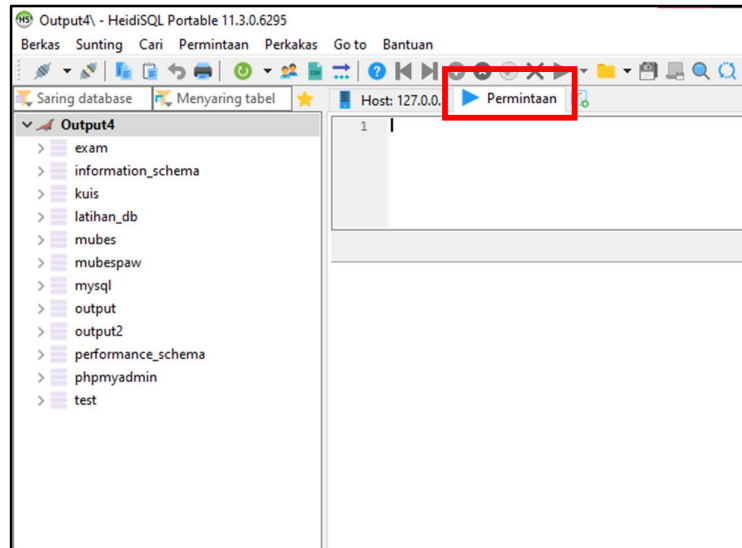 Output4\ - HeidiSQL Portable 11.3.0.6295
Berkas Sunting Cari Permintaan Perkakas Go to Bantuan
Saring database Menyaring tabel Host: 127.0.0. Permintaan
Output4 1
exam
information_schema
kuis
latihan_db
mubes
mubespaw
mysql
output
output2
performance_schema
phpmyadmin
test